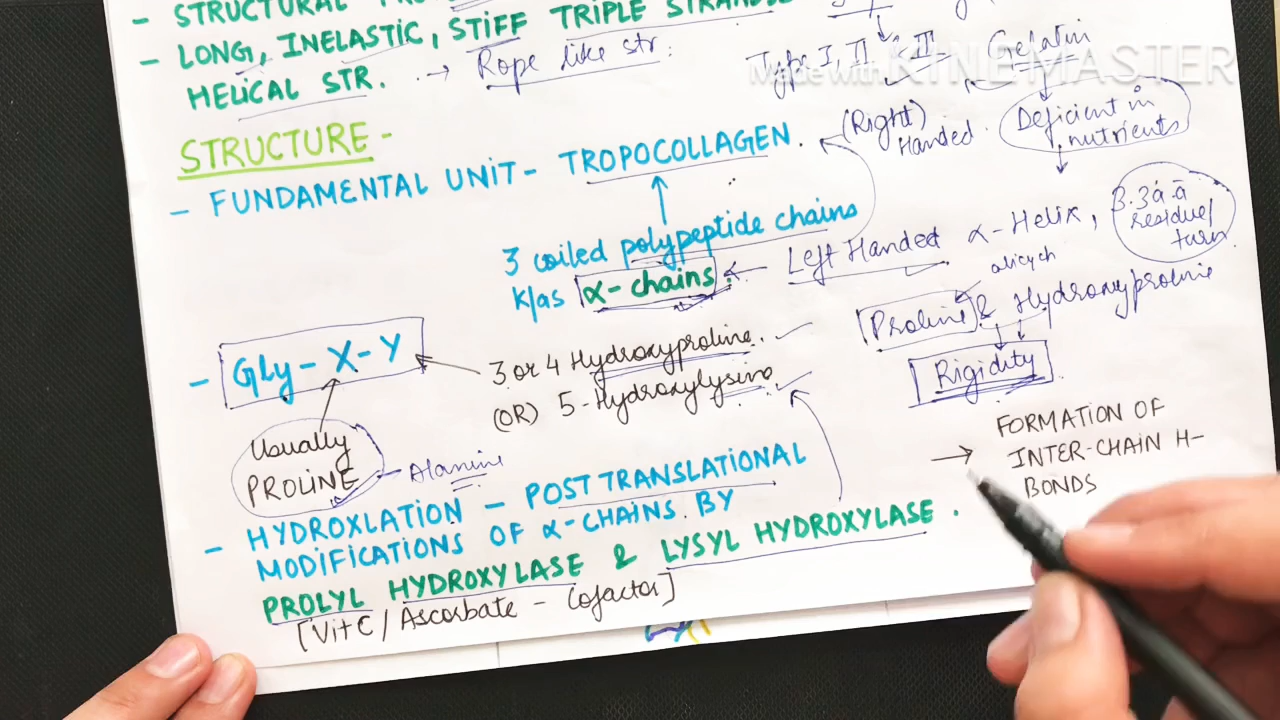 - STRUCTURAL
- LONG, INELASTIC, STIFF TRIPLE STRANDED
HELICAL STR. → Rope like str.
Type I, II & III
Gelatin
Made with KINEMASTER
(Right) Handed.
Deficient in nutrients
STRUCTURE -
- FUNDAMENTAL UNIT - TROPOCOLLAGEN.
3 coiled polypeptide chains
k/as α- chains.
Left Handed α-Helix,
3.3 a.a
residue/
turn.
alicyclic
Proline & Hydroxyproline
Rigidity
- Gly - X - Y
3 or 4 Hydroxyproline.
(OR) 5-Hydroxylysine
Usually
PROLINE
- Alanine
→ FORMATION OF
INTER-CHAIN H-
BONDS
- HYDROXLATION - POST TRANSLATIONAL
MODIFICATIONS OF α-CHAINS. BY
PROLYL HYDROXYLASE & LYSYL HYDROXYLASE.
[Vit C / Ascorbate - Cofactor]